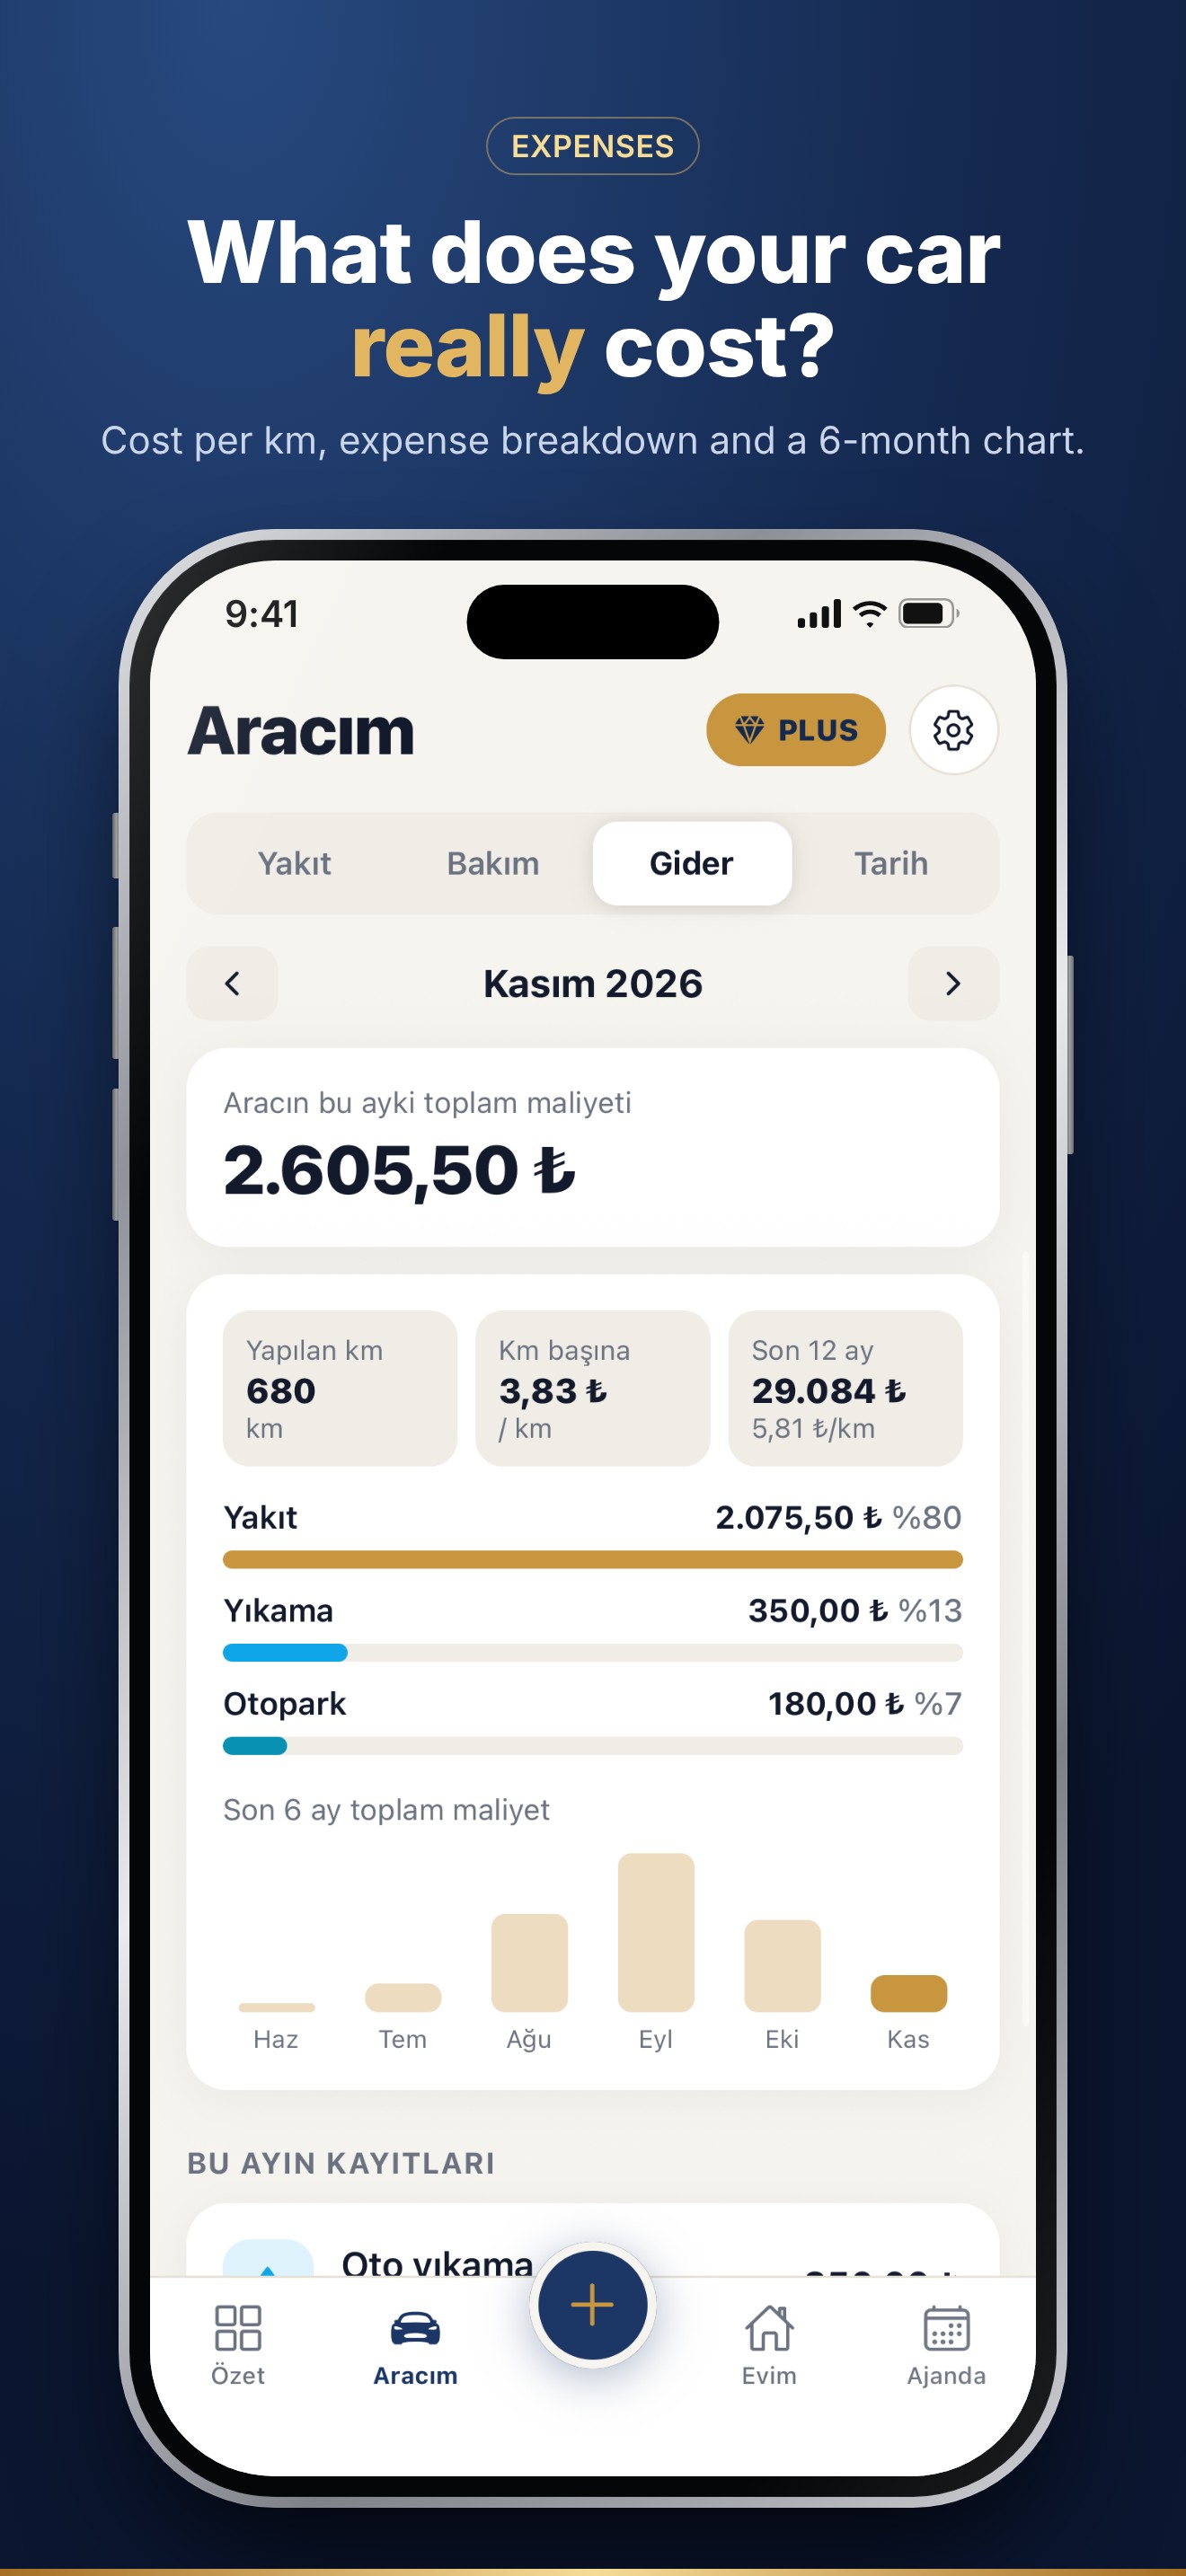 EXPENSES
What does your car
really cost?
Cost per km, expense breakdown and a 6-month chart.
9:41
Aracım
PLUS
Yakıt Bakım Gider Tarih
Kasım 2026
Aracın bu ayki toplam maliyeti
2.605,50 ₺
Yapılan km
680
km
Km başına
3,83 ₺
/ km
Son 12 ay
29.084 ₺
5,81 ₺/km
Yakıt 2.075,50 ₺ %80
Yıkama 350,00 ₺ %13
Otopark 180,00 ₺ %7
Son 6 ay toplam maliyet
Haz Tem Ağu Eyl Eki Kas
BU AYIN KAYITLARI
Oto yıkama
Özet Aracım Evim Ajanda